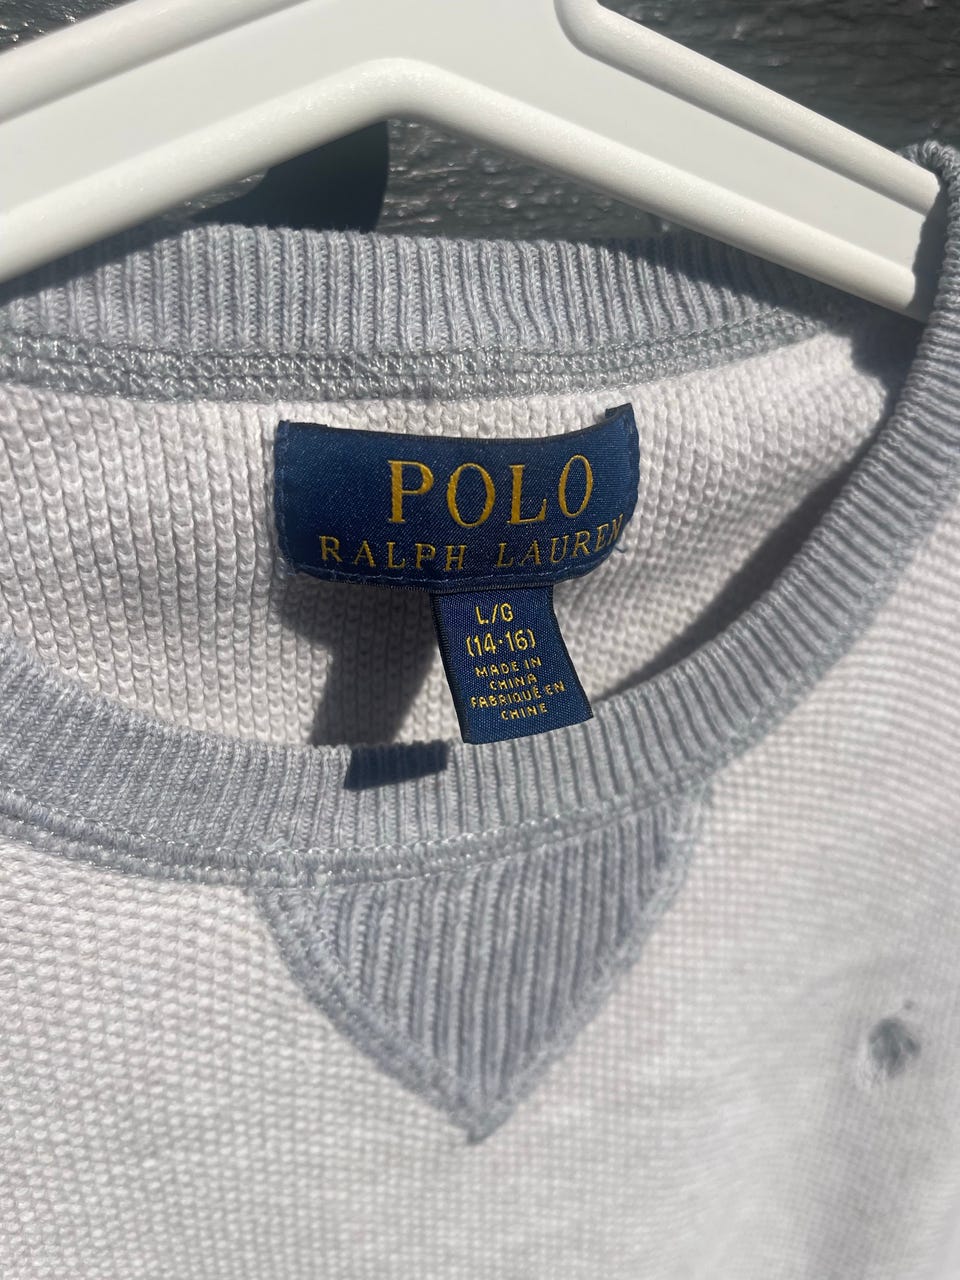 POLO
RALPH LAUREN
L/G
(14-16)
MADE IN
CHINA
FABRIQUÉ EN
CHINE